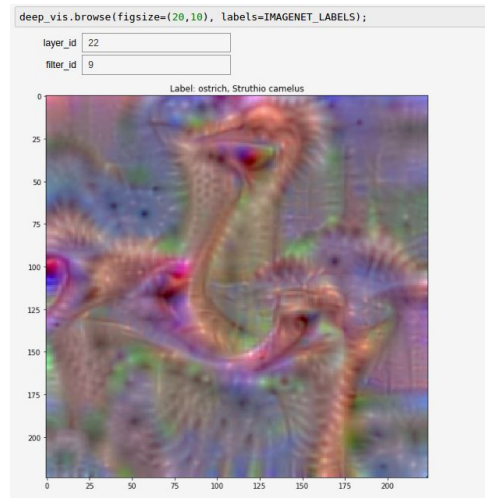 deep_vis.browse(figsize=(20,10), labels=IMAGENET_LABELS);
layer_id 22
filter_id 9
Label: ostrich, Struthio camelus
0
25
50
75
100
125
150
175
200
0 25 50 75 100 125 150 175 200